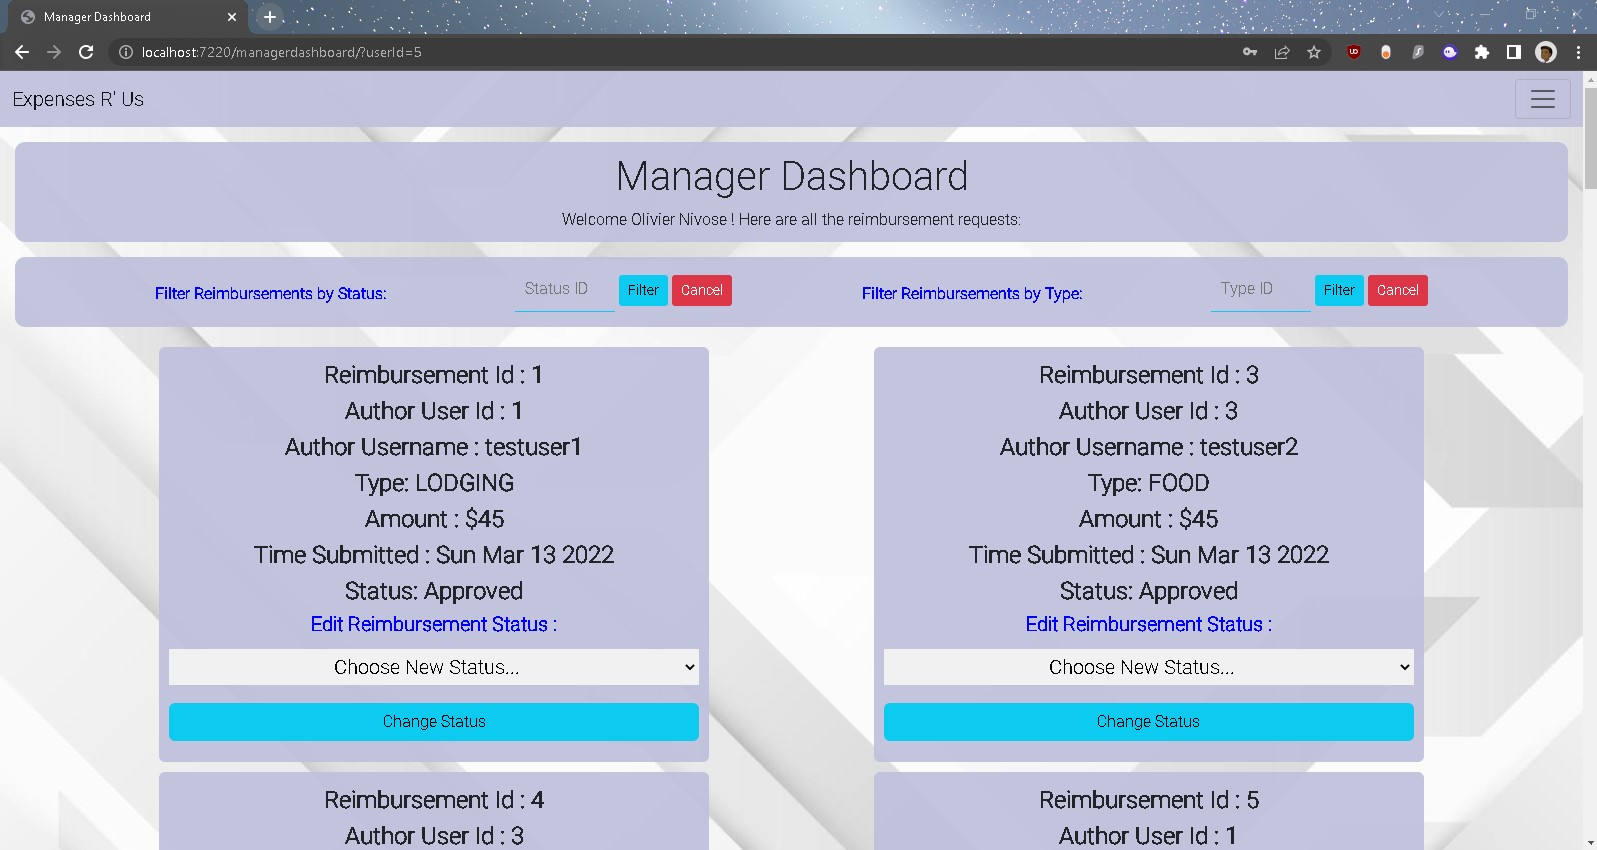 Manager Dashboard
localhost:7220/managerdashboard/?userId=5
Expenses R' Us
Manager Dashboard
Welcome Olivier Nivose ! Here are all the reimbursement requests:
Filter Reimbursements by Status: Status ID Filter Cancel Filter Reimbursements by Type: Type ID Filter Cancel
Reimbursement Id : 1
Author User Id : 1
Author Username : testuser1
Type: LODGING
Amount : $45
Time Submitted : Sun Mar 13 2022
Status: Approved
Edit Reimbursement Status :
Choose New Status...
Change Status
Reimbursement Id : 3
Author User Id : 3
Author Username : testuser2
Type: FOOD
Amount : $45
Time Submitted : Sun Mar 13 2022
Status: Approved
Edit Reimbursement Status :
Choose New Status...
Change Status
Reimbursement Id : 4
Author User Id : 3
Reimbursement Id : 5
Author User Id : 1